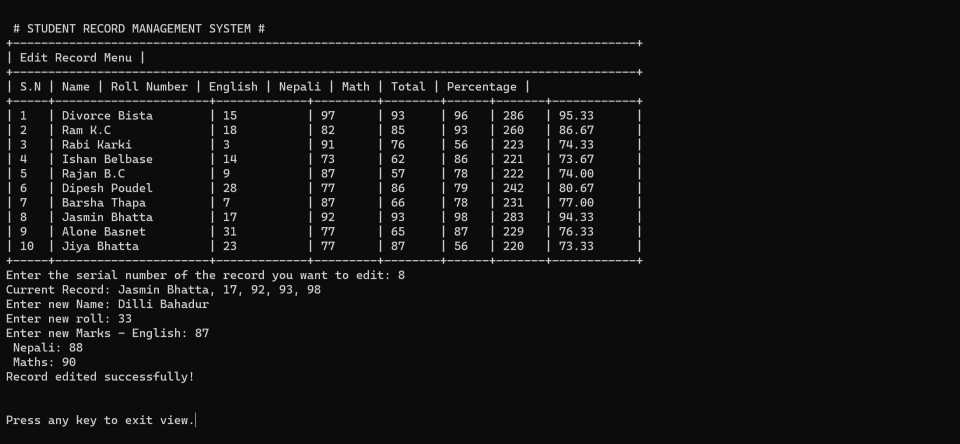 # STUDENT RECORD MANAGEMENT SYSTEM #
+-----------------------------------------------------------------------------------------+
| Edit Record Menu |
+-----------------------------------------------------------------------------------------+
| S.N | Name | Roll Number | English | Nepali | Math | Total | Percentage |
+-----+----------------------+-------------+---------+---------+------+-------+------------+
| 1 | Divorce Bista | 15 | 97 | 93 | 96 | 286 | 95.33 |
| 2 | Ram K.C | 18 | 82 | 85 | 93 | 260 | 86.67 |
| 3 | Rabi Karki | 3 | 91 | 76 | 56 | 223 | 74.33 |
| 4 | Ishan Belbase | 14 | 73 | 62 | 86 | 221 | 73.67 |
| 5 | Rajan B.C | 9 | 87 | 57 | 78 | 222 | 74.00 |
| 6 | Dipesh Poudel | 28 | 77 | 86 | 79 | 242 | 80.67 |
| 7 | Barsha Thapa | 7 | 87 | 66 | 78 | 231 | 77.00 |
| 8 | Jasmin Bhatta | 17 | 92 | 93 | 98 | 283 | 94.33 |
| 9 | Alone Basnet | 31 | 77 | 65 | 87 | 229 | 76.33 |
| 10 | Jiya Bhatta | 23 | 77 | 87 | 56 | 220 | 73.33 |
+-----+----------------------+-------------+---------+---------+------+-------+------------+
Enter the serial number of the record you want to edit: 8
Current Record: Jasmin Bhatta, 17, 92, 93, 98
Enter new Name: Dilli Bahadur
Enter new roll: 33
Enter new Marks - English: 87
Nepali: 88
Maths: 90
Record edited successfully!
Press any key to exit view.